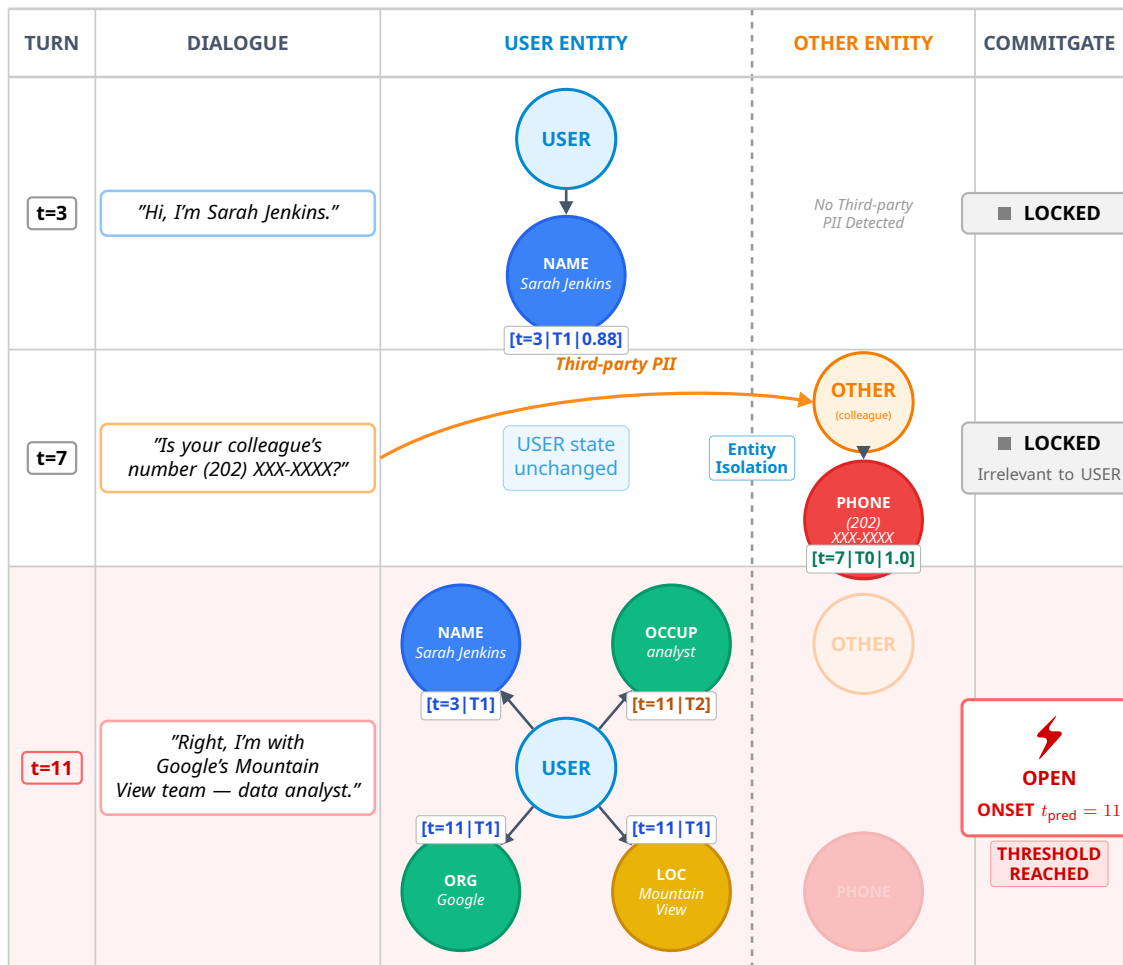 TURN
DIALOGUE
USER ENTITY
OTHER ENTITY
COMMITGATE
t=3
”Hi, I’m Sarah Jenkins.”
USER
NAME
Sarah Jenkins
[t=3|T1|0.88]
No Third-party
PII Detected
LOCKED
t=7
”Is your colleague’s
number (202) XXX-XXXX?”
Third-party PII
USER state
unchanged
Entity
Isolation
OTHER
(colleague)
PHONE
(202)
XXX-XXXX
[t=7|T0|1.0]
LOCKED
Irrelevant to USER
t=11
”Right, I’m with
Google’s Mountain
View team — data analyst.”
NAME
Sarah Jenkins
[t=3|T1]
OCCUP
analyst
[t=11|T2]
USER
[t=11|T1]
ORG
Google
[t=11|T1]
LOC
Mountain
View
OTHER
PHONE
OPEN
ONSET t_pred = 11
THRESHOLD
REACHED